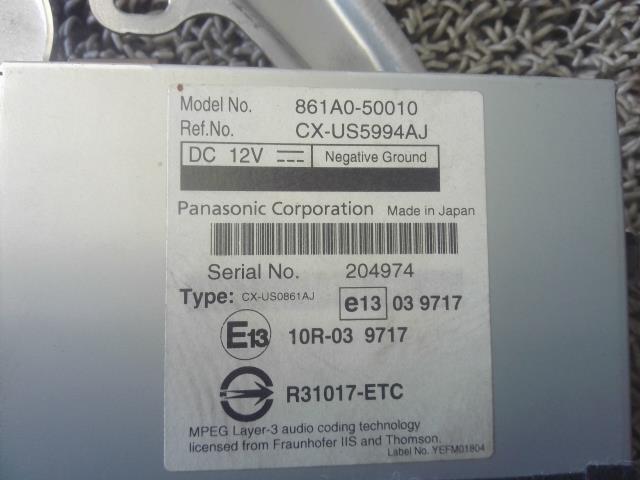 Model No. 861A0-50010
Ref.No. CX-US5994AJ
DC 12V Negative Ground
Panasonic Corporation Made in Japan
Serial No. 204974
Type: CX-US0861AJ e13 03 9717
E13 10R-03 9717
R31017-ETC
MPEG Layer-3 audio coding technology
licensed from Fraunhofer IIS and Thomson.
Label No. YEFM01804